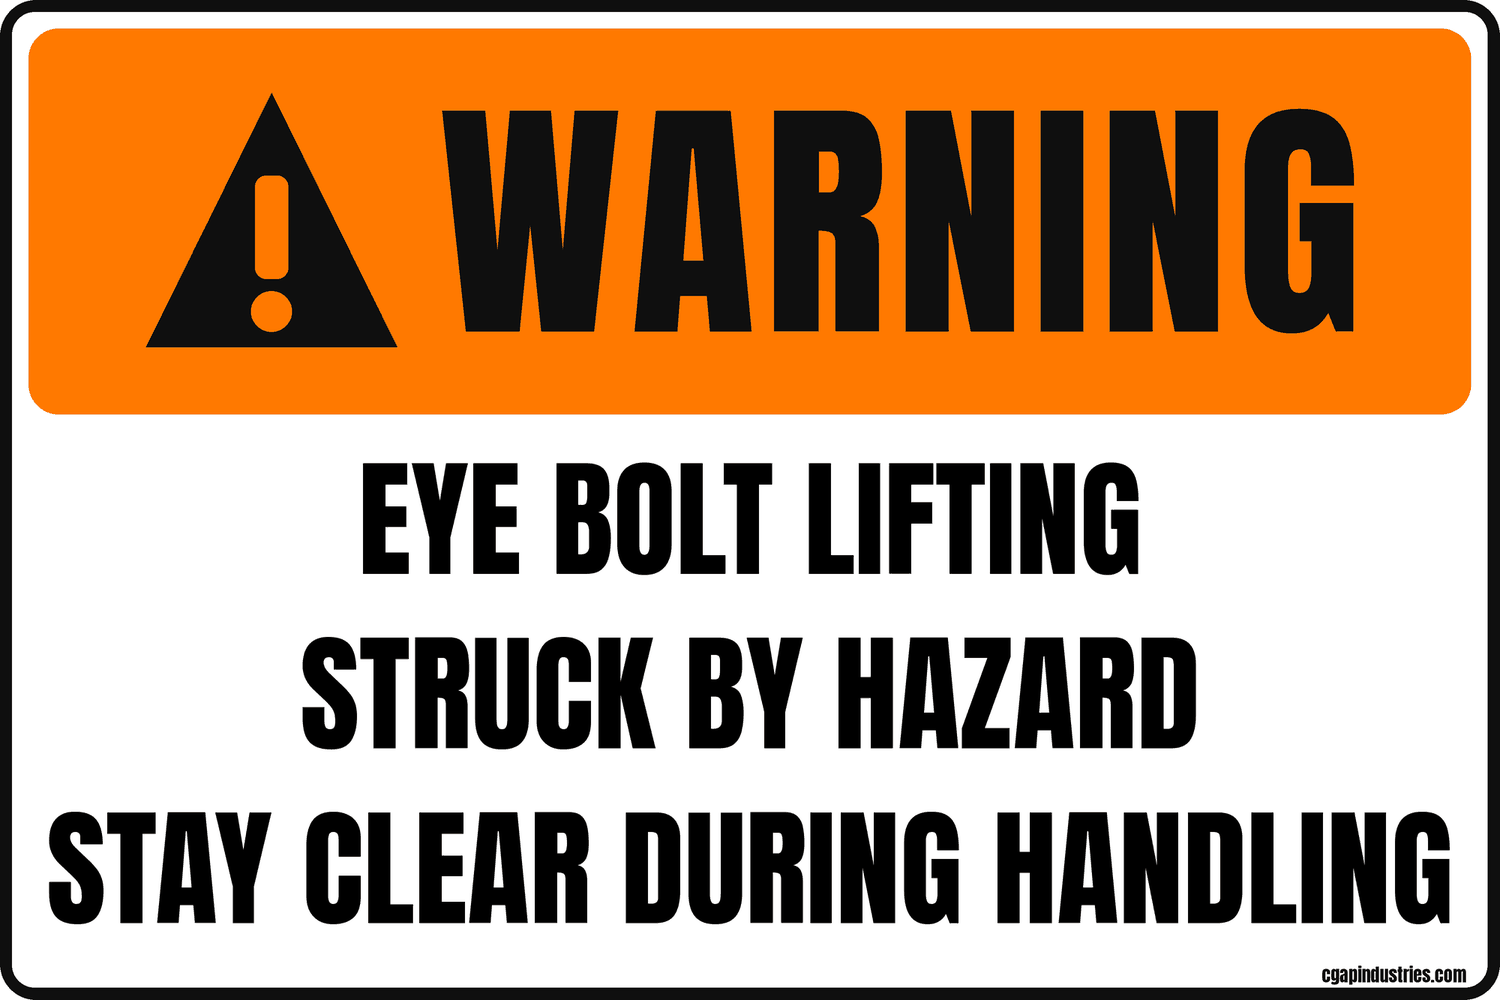 WARNING
EYE BOLT LIFTING
STRUCK BY HAZARD
STAY CLEAR DURING HANDLING
cgapindustries.com